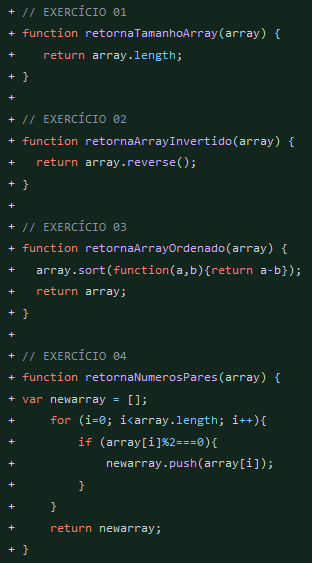 + // EXERCÍCIO 01
+ function retornaTamanhoArray(array) {
+    return array.length;
+ }
+
+ // EXERCÍCIO 02
+ function retornaArrayInvertido(array) {
+   return array.reverse();
+ }
+
+ // EXERCÍCIO 03
+ function retornaArrayOrdenado(array) {
+   array.sort(function(a,b){return a-b});
+   return array;
+ }
+
+ // EXERCÍCIO 04
+ function retornaNumerosPares(array) {
+ var newarray = [];
+     for (i=0; i<array.length; i++){
+         if (array[i]%2===0){
+             newarray.push(array[i]);
+         }
+     }
+     return newarray;
+ }